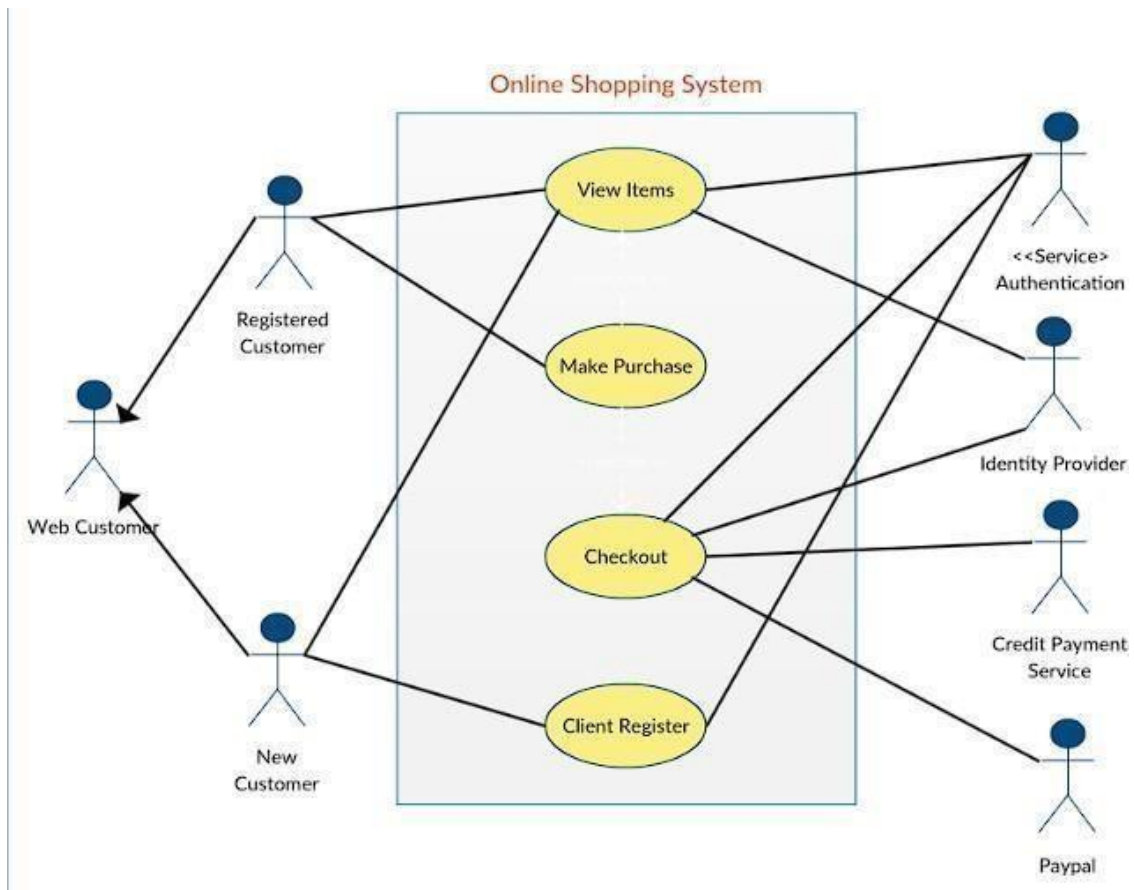 Online Shopping System
View Items
<<Service>
Authentication
Registered
Customer
Make Purchase
Identity Provider
Web Customer
Checkout
Credit Payment
Service
Client Register
New
Customer
Paypal